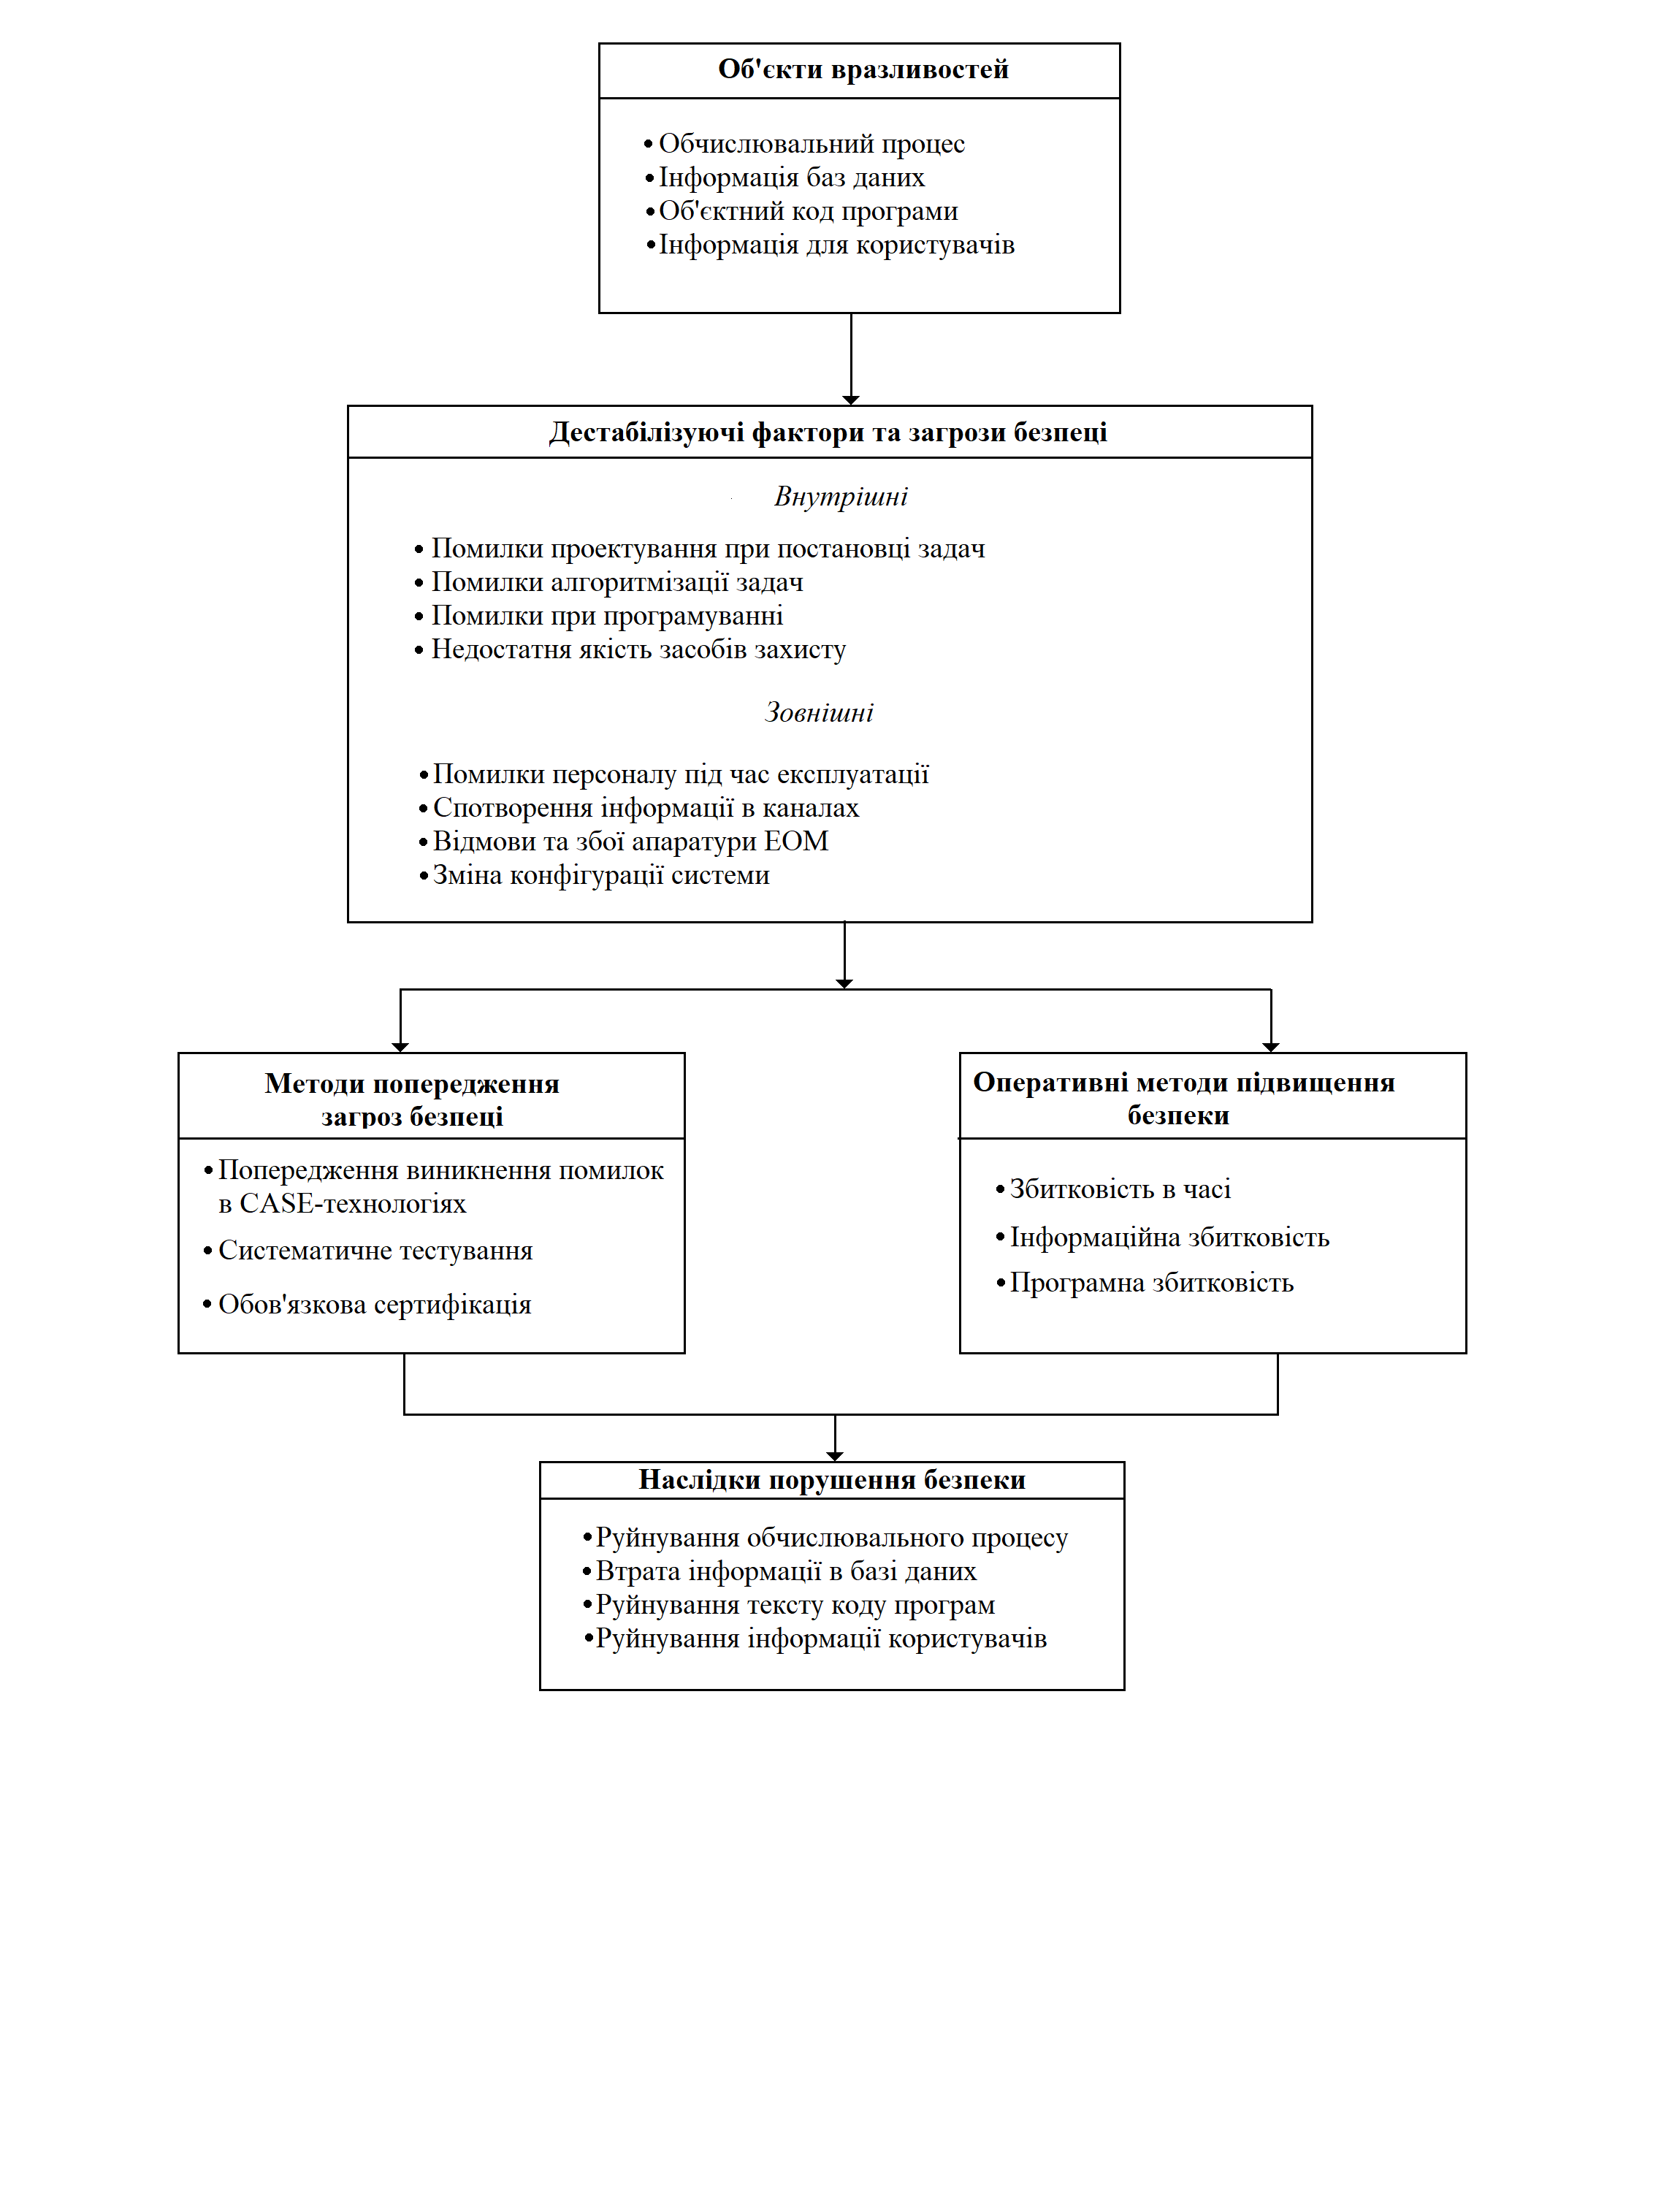 Об'єкти вразливостей
• Обчислювальний процес
• Інформація баз даних
• Об'єктний код програми
• Інформація для користувачів
Дестабілізуючі фактори та загрози безпеці
Внутрішні
• Помилки проектування при постановці задач
• Помилки алгоритмізації задач
• Помилки при програмуванні
• Недостатня якість засобів захисту
Зовнішні
• Помилки персоналу під час експлуатації
• Спотворення інформації в каналах
• Відмови та збої апаратури ЕОМ
• Зміна конфігурації системи
Методи попередження
загроз безпеці
• Попередження виникнення помилок
в CASE-технологіях
• Систематичне тестування
• Обов'язкова сертифікація
Оперативні методи підвищення
безпеки
• Збитковість в часі
• Інформаційна збитковість
• Програмна збитковість
Наслідки порушення безпеки
• Руйнування обчислювального процесу
• Втрата інформації в базі даних
• Руйнування тексту коду програм
• Руйнування інформації користувачів